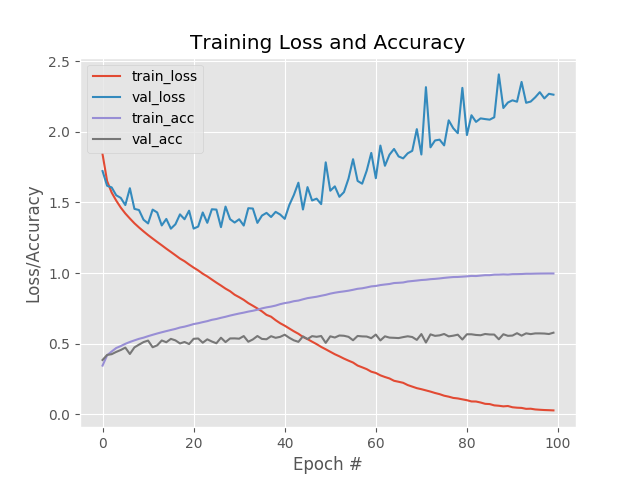 Training Loss and Accuracy
train_loss
val_loss
train_acc
val_acc
2.5
2.0
1.5
1.0
0.5
0.0
Loss/Accuracy
0 20 40 60 80 100
Epoch #